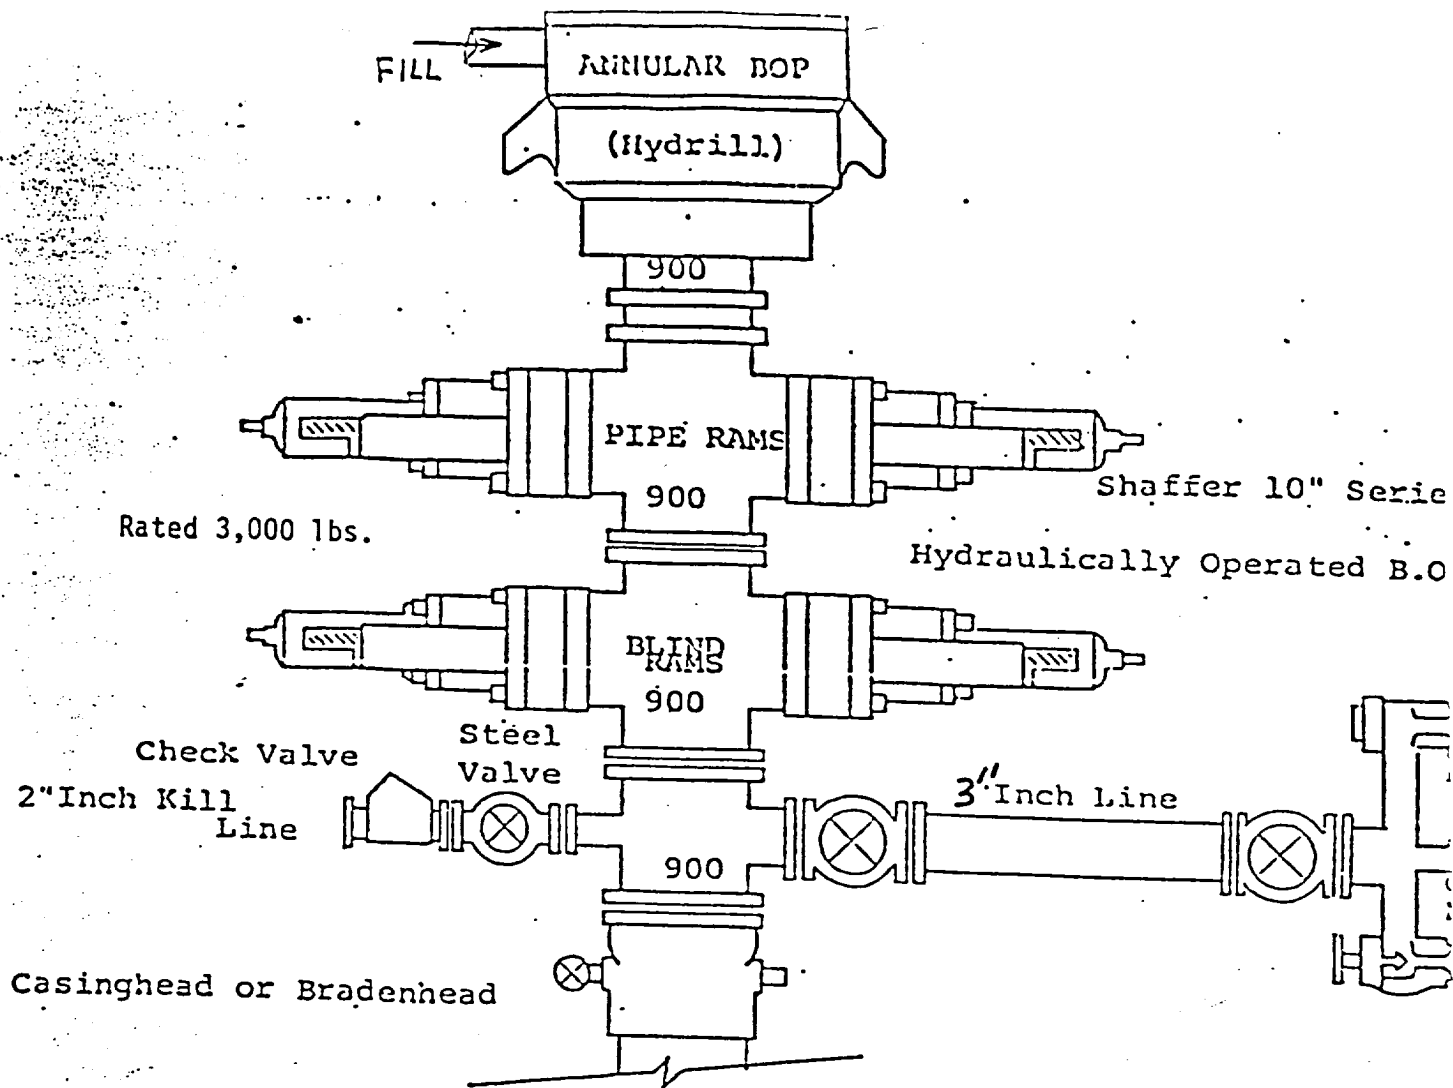 FILL
ANNULAR BOP
(Hydrill)
900
PIPE RAMS
900
Shaffer 10" Serie
Rated 3,000 lbs.
Hydraulically Operated B.O
BLIND
RAMS
900
Steel
Valve
Check Valve
2"Inch Kill
Line
3"Inch Line
900
Casinghead or Bradenhead